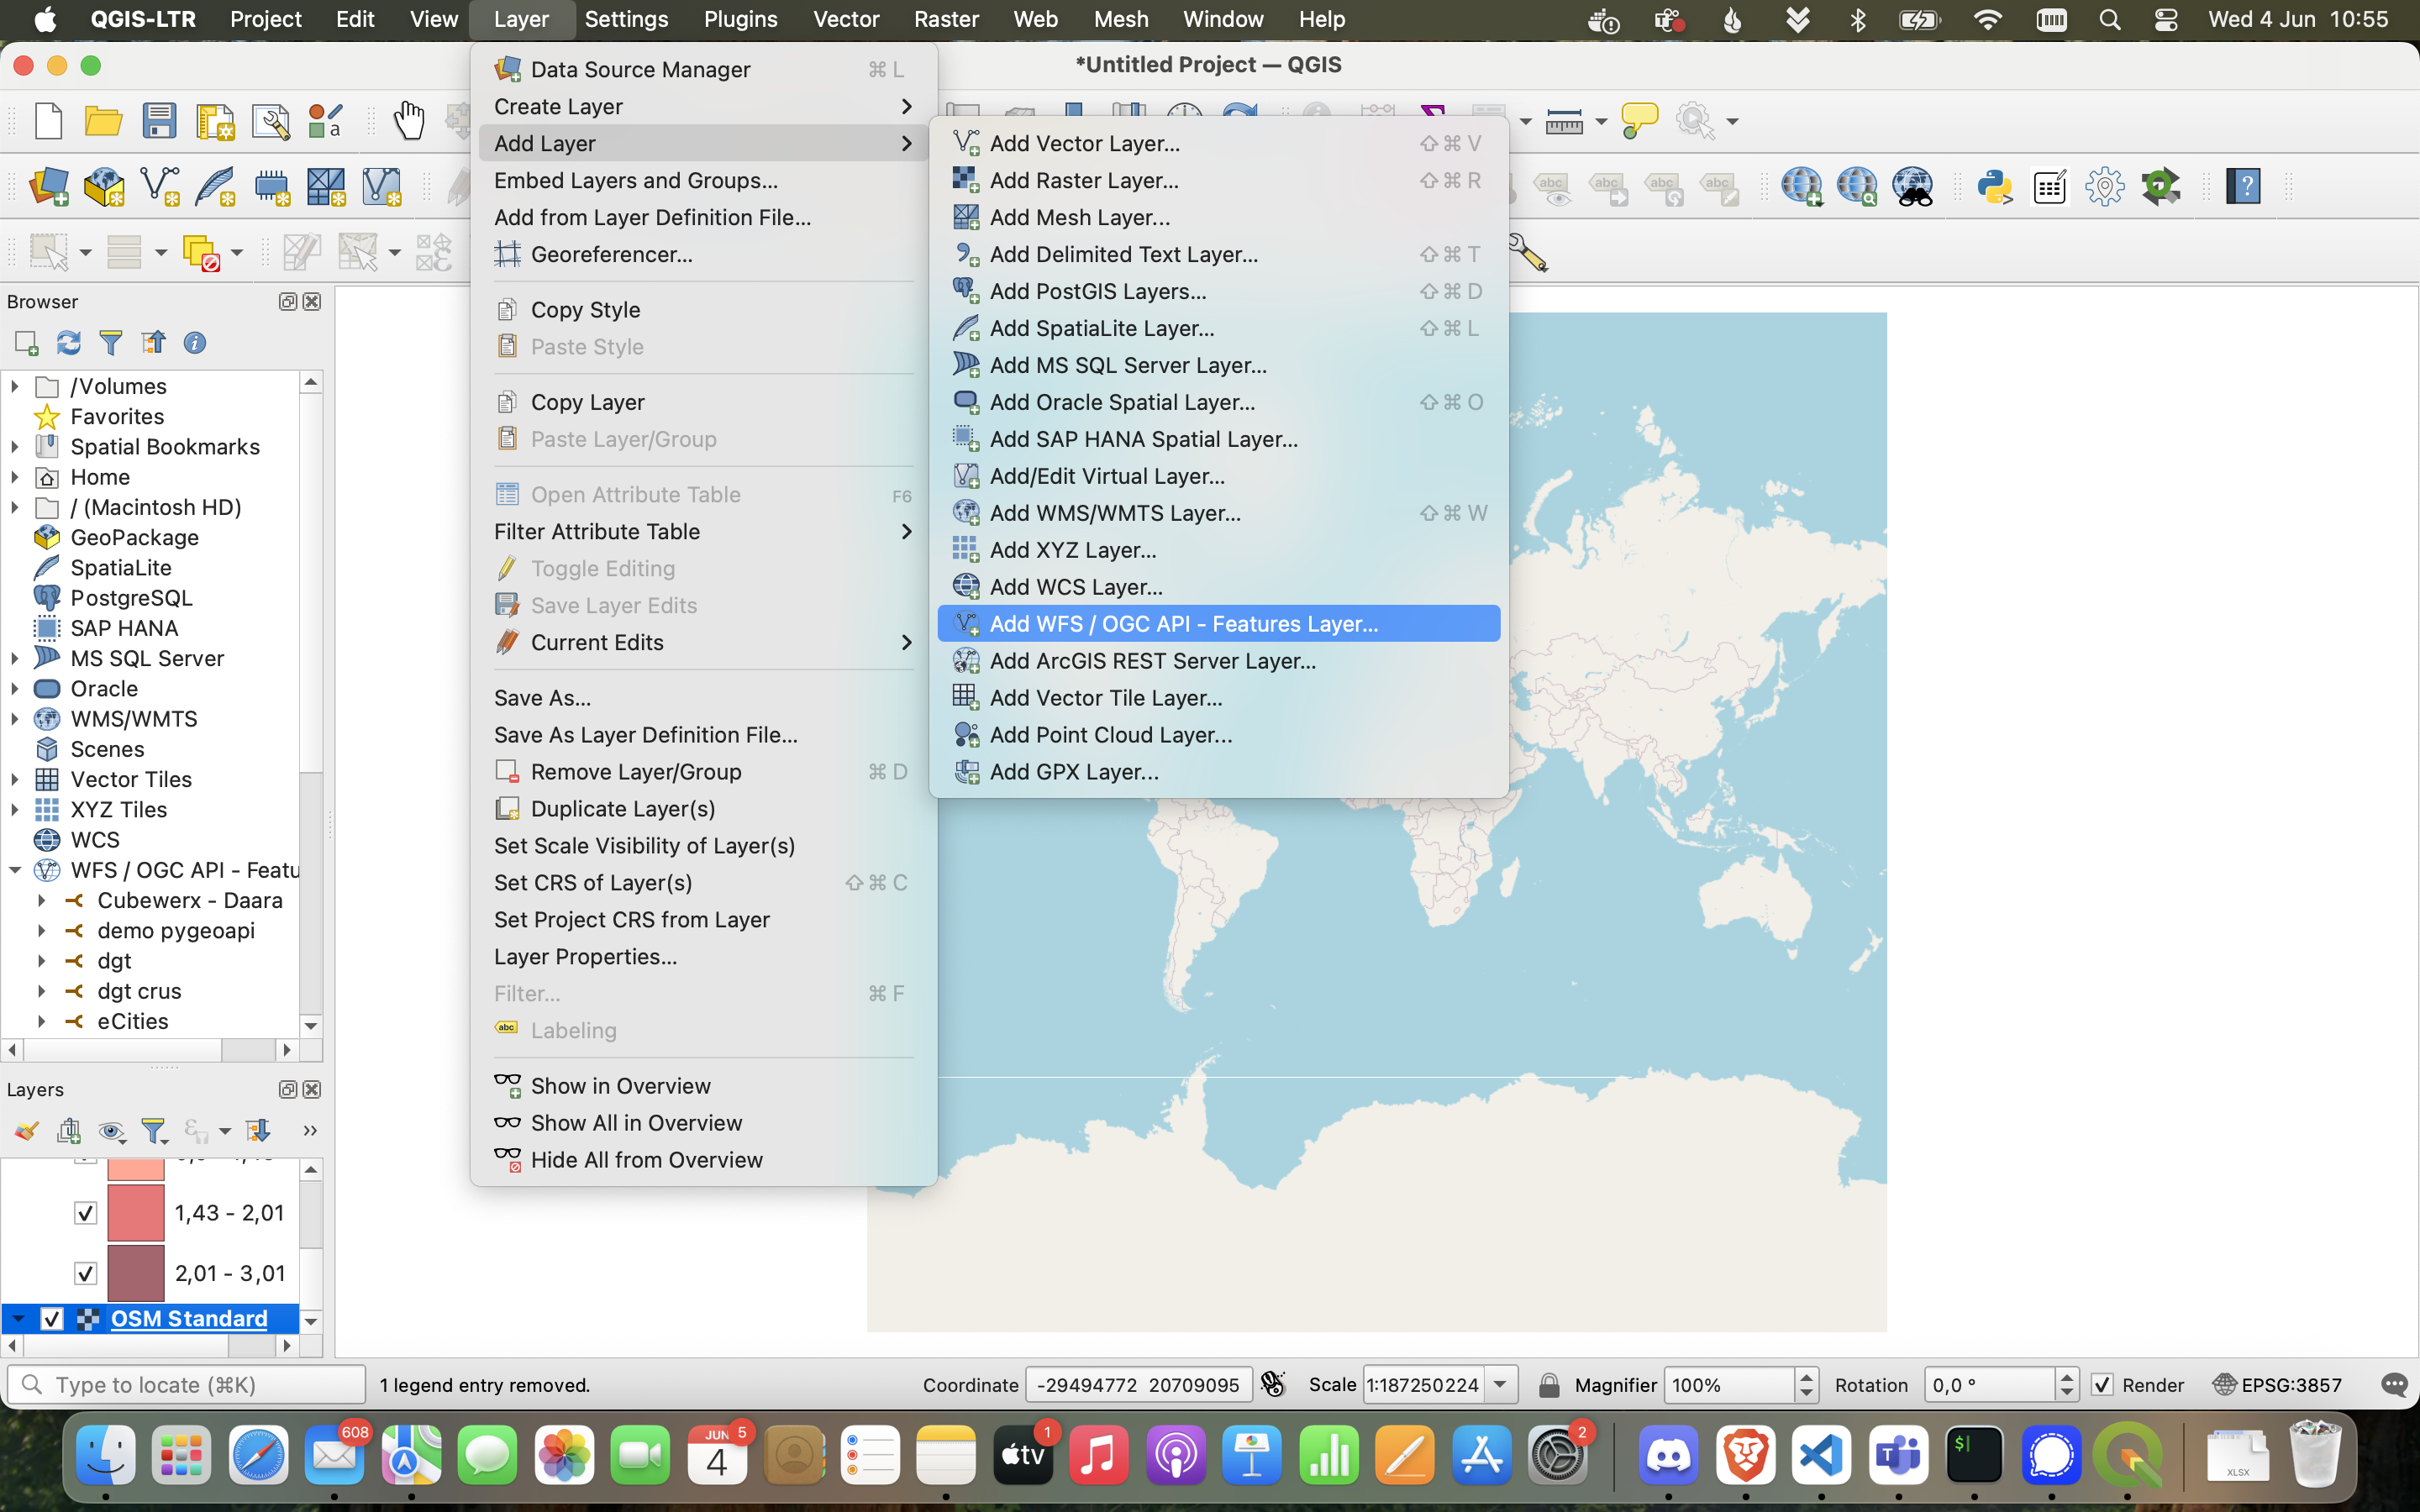 QGIS-LTR Project Edit View Layer Settings Plugins Vector Raster Web Mesh Window Help Wed 4 Jun 10:55
*Untitled Project — QGIS
Data Source Manager ⌘ L
Create Layer
Add Layer
Embed Layers and Groups...
Add from Layer Definition File...
Georeferencer...
Copy Style
Paste Style
Copy Layer
Paste Layer/Group
Open Attribute Table F6
Filter Attribute Table
Toggle Editing
Save Layer Edits
Current Edits
Save As...
Save As Layer Definition File...
Remove Layer/Group ⌘ D
Duplicate Layer(s)
Set Scale Visibility of Layer(s)
Set CRS of Layer(s) ⇧ ⌘ C
Set Project CRS from Layer
Layer Properties...
Filter... ⌘ F
abc Labeling
Show in Overview
Show All in Overview
Hide All from Overview
Add Vector Layer... ⇧ ⌘ V
Add Raster Layer... ⇧ ⌘ R
Add Mesh Layer...
Add Delimited Text Layer... ⇧ ⌘ T
Add PostGIS Layers... ⇧ ⌘ D
Add SpatiaLite Layer... ⇧ ⌘ L
Add MS SQL Server Layer...
Add Oracle Spatial Layer... ⇧ ⌘ O
Add SAP HANA Spatial Layer...
Add/Edit Virtual Layer...
Add WMS/WMTS Layer... ⇧ ⌘ W
Add XYZ Layer...
Add WCS Layer...
Add WFS / OGC API - Features Layer...
Add ArcGIS REST Server Layer...
Add Vector Tile Layer...
Add Point Cloud Layer...
Add GPX Layer...
a
abc abc abc abc
Browser
/Volumes
Favorites
Spatial Bookmarks
Home
/ (Macintosh HD)
GeoPackage
SpatiaLite
PostgreSQL
SAP HANA
MS SQL Server
Oracle
WMS/WMTS
Scenes
Vector Tiles
XYZ Tiles
WCS
WFS / OGC API - Featu
Cubewerx - Daara
demo pygeoapi
dgt
dgt crus
eCities
Layers
1,43 - 2,01
2,01 - 3,01
OSM Standard
Type to locate (⌘K) 1 legend entry removed. Coordinate -29494772 20709095 Scale 1:187250224 Magnifier 100% Rotation 0,0 ° Render EPSG:3857
608 JUN 4 5 tv 1 2 $ XLSX